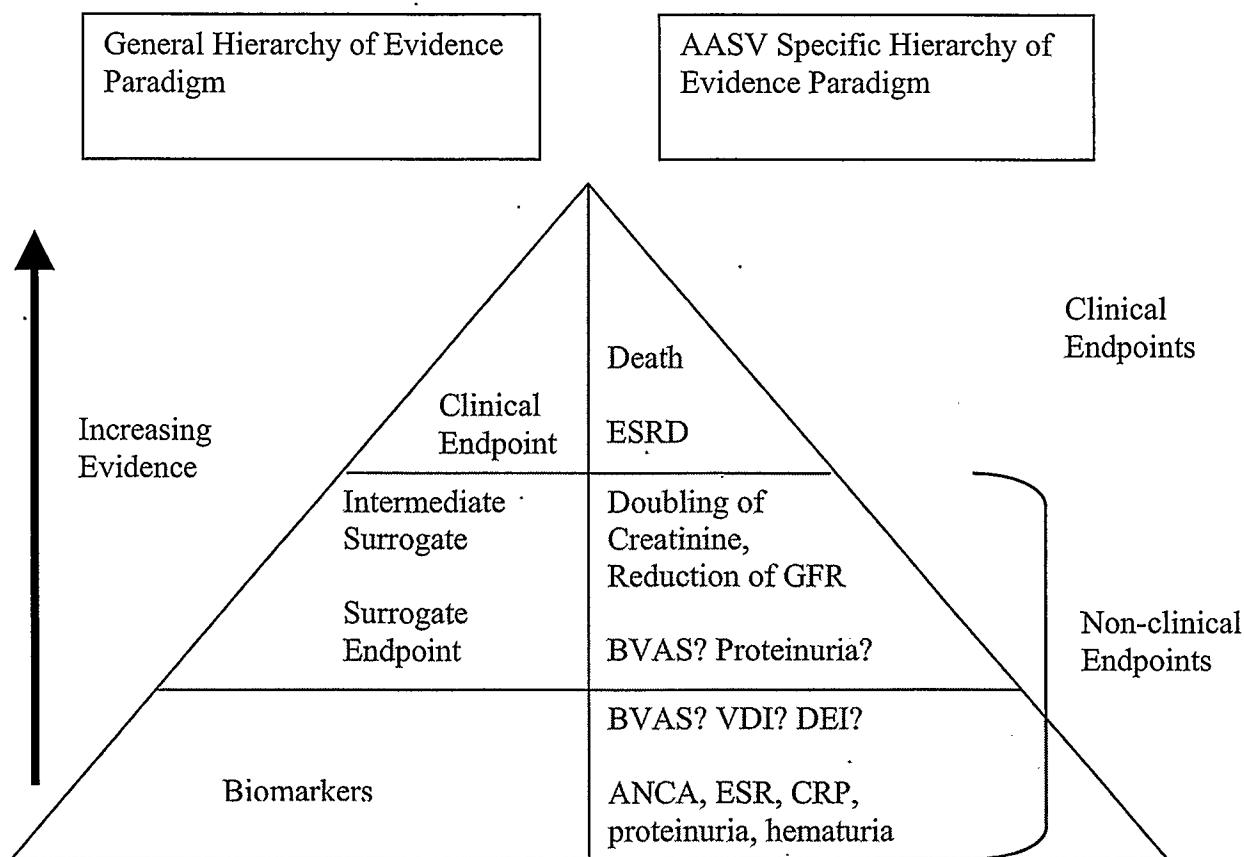 General Hierarchy of Evidence
Paradigm
AASV Specific Hierarchy of
Evidence Paradigm
Increasing
Evidence
Clinical
Endpoint
Death
ESRD
Clinical
Endpoints
Intermediate
Surrogate
Surrogate
Endpoint
Doubling of
Creatinine,
Reduction of GFR
BVAS? Proteinuria?
Non-clinical
Endpoints
Biomarkers
BVAS? VDI? DEI?
ANCA, ESR, CRP,
proteinuria, hematuria